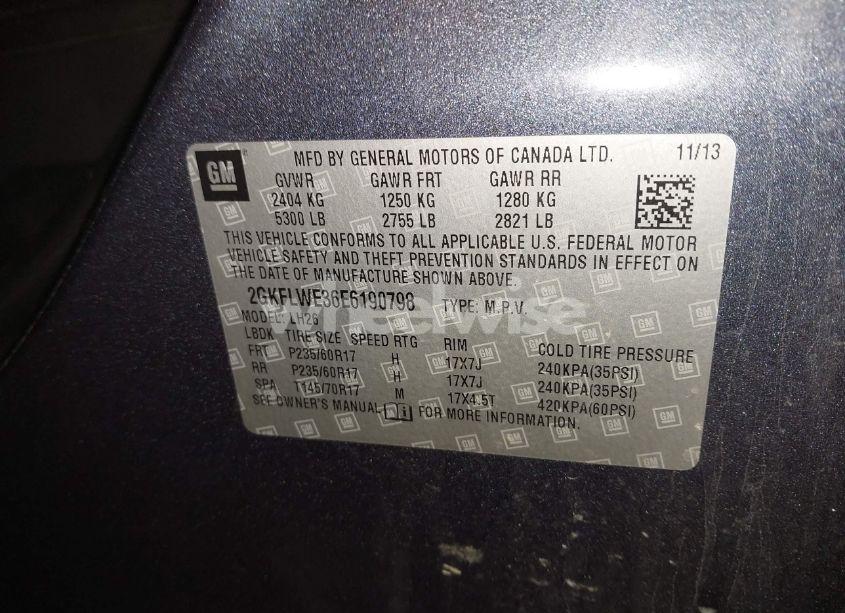 GM
MFD BY GENERAL MOTORS OF CANADA LTD. 11/13
GVWR GAWR FRT GAWR RR
2404 KG 1250 KG 1280 KG
5300 LB 2755 LB 2821 LB
THIS VEHICLE CONFORMS TO ALL APPLICABLE U.S. FEDERAL MOTOR
VEHICLE SAFETY AND THEFT PREVENTION STANDARDS IN EFFECT ON
THE DATE OF MANUFACTURE SHOWN ABOVE.
2GKFLWE36E6190798 TYPE: M.P.V.
MODEL: LH26
wheelwise
LBDK TIRE SIZE SPEED RTG RIM COLD TIRE PRESSURE
FRT P235/60R17 H 17X7J 240KPA(35PSI)
RR P235/60R17 H 17X7J 240KPA(35PSI)
SPA T145/70R17 M 17X4.5T 420KPA(60PSI)
SEE OWNER'S MANUAL FOR MORE INFORMATION.